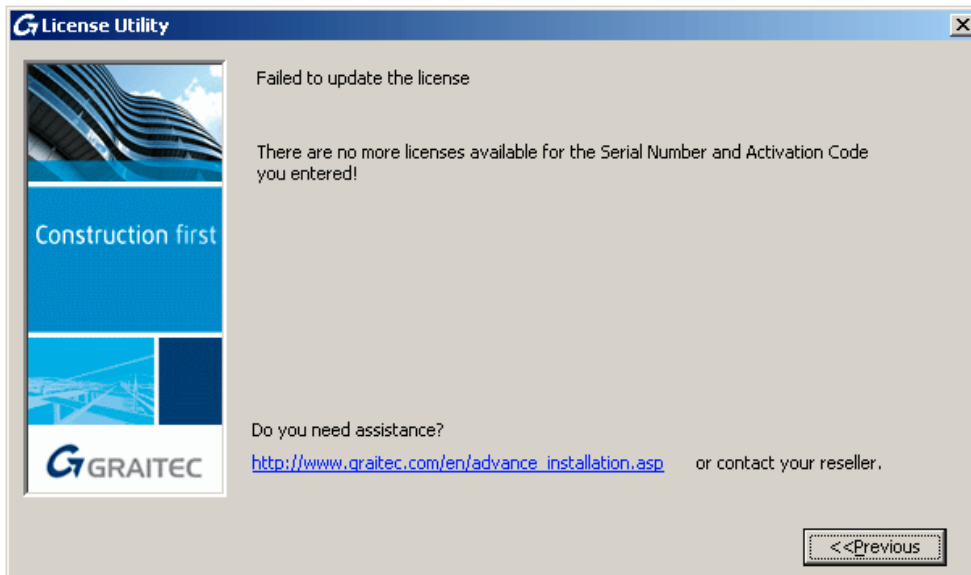 License Utility
Failed to update the license
There are no more licenses available for the Serial Number and Activation Code
you entered!
Construction first
GRAITEC
Do you need assistance?
http://www.graitec.com/en/advance_installation.asp or contact your reseller.
<<Previous